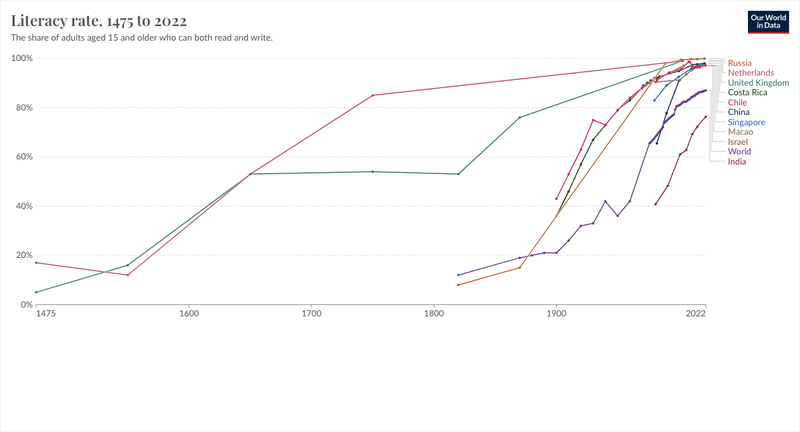 Literacy rate, 1475 to 2022
Our World
in Data
The share of adults aged 15 and older who can both read and write.
100%
80%
60%
40%
20%
0%
1475
1600
1700
1800
1900
2022
Russia
Netherlands
United Kingdom
Costa Rica
Chile
China
Singapore
Macao
Israel
World
India